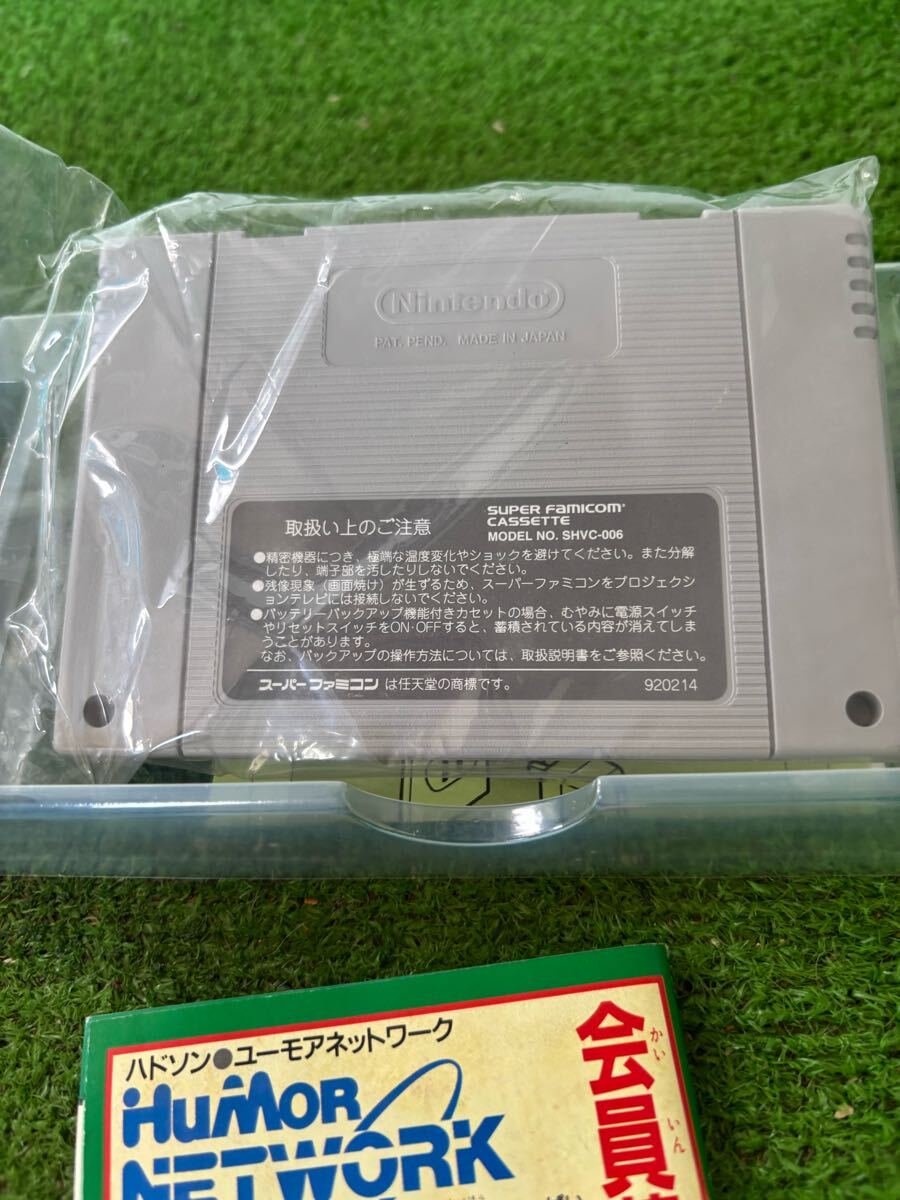 Nintendo
PAT. PEND. MADE IN JAPAN
取扱い上のご注意
SUPER FAMICOM
CASSETTE
MODEL NO. SHVC-006
●精密機器につき、極端な温度変化やショックを避けてください。また分解
したり、端子部を汚したりしないでください。
●残像現象（画面焼け）が生ずるため、スーパーファミコンをプロジェクシ
ョンテレビには接続しないでください。
●バッテリーバックアップ機能付きカセットの場合、むやみに電源スイッチ
やリセットスイッチをON・OFFすると、蓄積されている内容が消えてしま
うことがあります。
なお、バックアップの操作方法については、取扱説明書をご参照ください。
スーパーファミコン は任天堂の商標です。
920214
ハドソン●ユーモアネットワーク
HUMOR
NETWORK
かいいん
会員